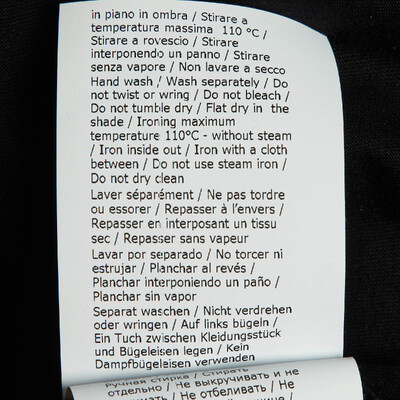 in piano in ombra / Stirare a
temperatura massima  110 °C /
Stirare a rovescio / Stirare
interponendo un panno / Stirare
senza vapore / Non lavare a secco
Hand wash / Wash separately / Do
not twist or wring / Do not bleach /
Do not tumble dry / Flat dry in  the
shade / Ironing maximum
temperature 110°C - without steam
/ Iron inside out / Iron with a cloth
between / Do not use steam iron /
Do not dry clean
Laver séparément / Ne pas tordre
ou essorer / Repasser à l'envers /
Repasser en interposant un tissu
sec / Repasser sans vapeur
Lavar por separado / No torcer ni
estrujar / Planchar al revés /
Planchar interponiendo un paño /
Planchar sin vapor
Separat waschen / Nicht verdrehen
oder wringen / Auf links bügeln /
Ein Tuch zwischen Kleidungsstück
und Bügeleisen legen / Kein
Dampfbügeleisen verwenden
Ручная стирка / Стирать
отдельно / Не выкручивать и не
/ Не отбеливать / Не